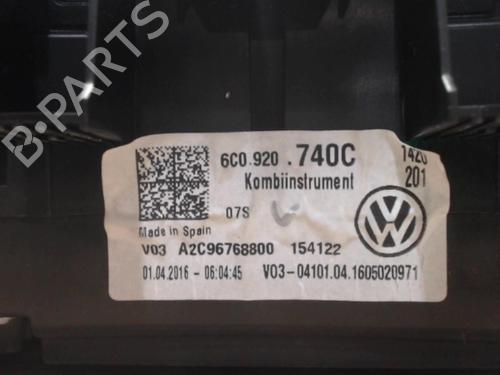 B-PARTS
6C0.920 .740C
1420
201
Kombiinstrument
07S
Made in Spain
V03 A2C96768800 154122
01.04.2016 - 06:04:45 V03-04101.04.1605020971